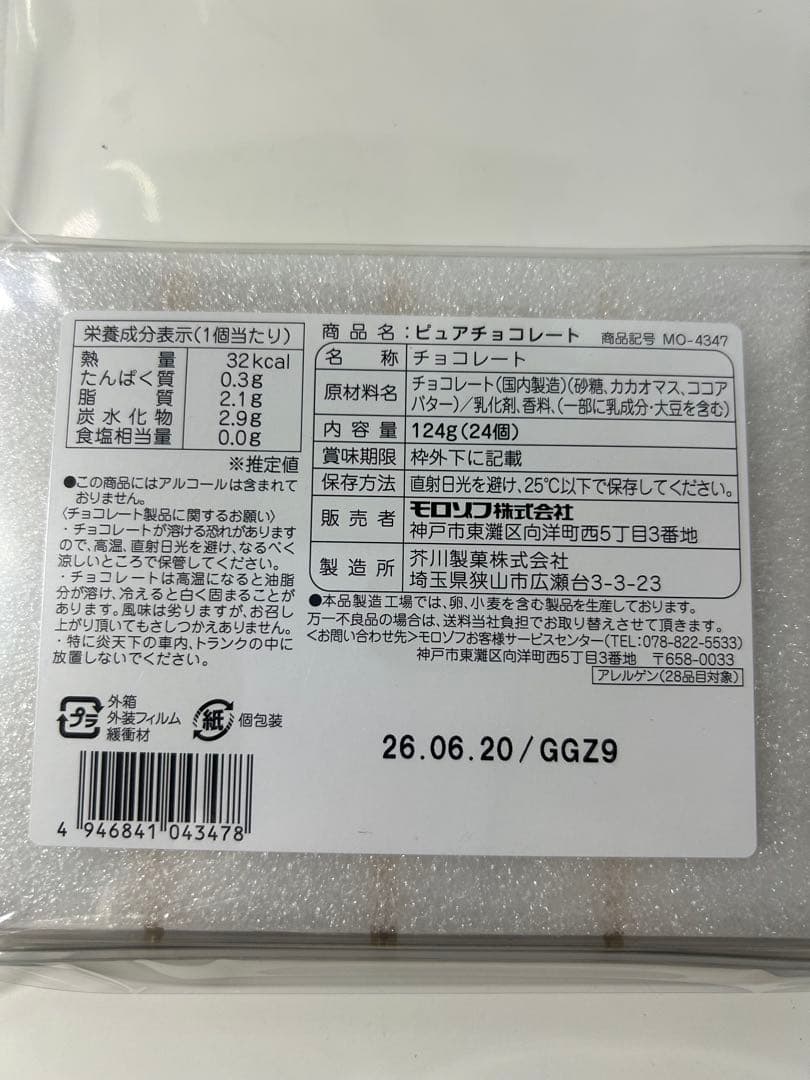 栄養成分表示(1個当たり)
熱量 32kcal
たんぱく質 0.3g
脂質 2.1g
炭水化物 2.9g
食塩相当量 0.0g
※推定値
●この商品にはアルコールは含まれて
おりません。
〈チョコレート製品に関するお願い〉
・チョコレートが溶ける恐れがあります
ので、高温、直射日光を避け、なるべく
涼しいところで保管してください。
・チョコレートは高温になると油脂
分が溶け、冷えると白く固まることが
あります。風味は劣りますが、お召し
上がり頂いてもさしつかえありません。
・特に炎天下の車内、トランクの中に
放置しないでください。
プラ
外箱
外装フィルム
緩衝材
紙
個包装
4 946841 043478
商品名:ピュアチョコレート 商品記号 MO-4347
名称 チョコレート
原材料名 チョコレート(国内製造)(砂糖、カカオマス、ココア
バター)/乳化剤、香料、(一部に乳成分・大豆を含む)
内容量 124g(24個)
賞味期限 枠外下に記載
保存方法 直射日光を避け、25℃以下で保存してください。
販売者 モロゾフ株式会社
神戸市東灘区向洋町西5丁目3番地
製造所 芥川製菓株式会社
埼玉県狭山市広瀬台3-3-23
●本品製造工場では、卵、小麦を含む製品を生産しております。
万一不良品の場合は、送料当社負担でお取り替えさせて頂きます。
<お問い合わせ先>モロゾフお客様サービスセンター(TEL:078-822-5533)
神戸市東灘区向洋町西5丁目3番地 〒658-0033
アレルゲン(28品目対象)
26.06.20/GGZ9